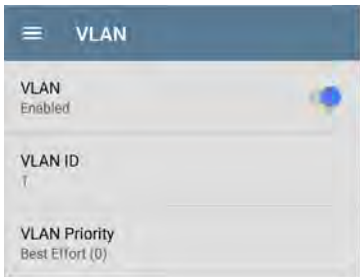 VLAN
VLAN
Enabled
VLAN ID
VLAN Priority
Best Effort (0)